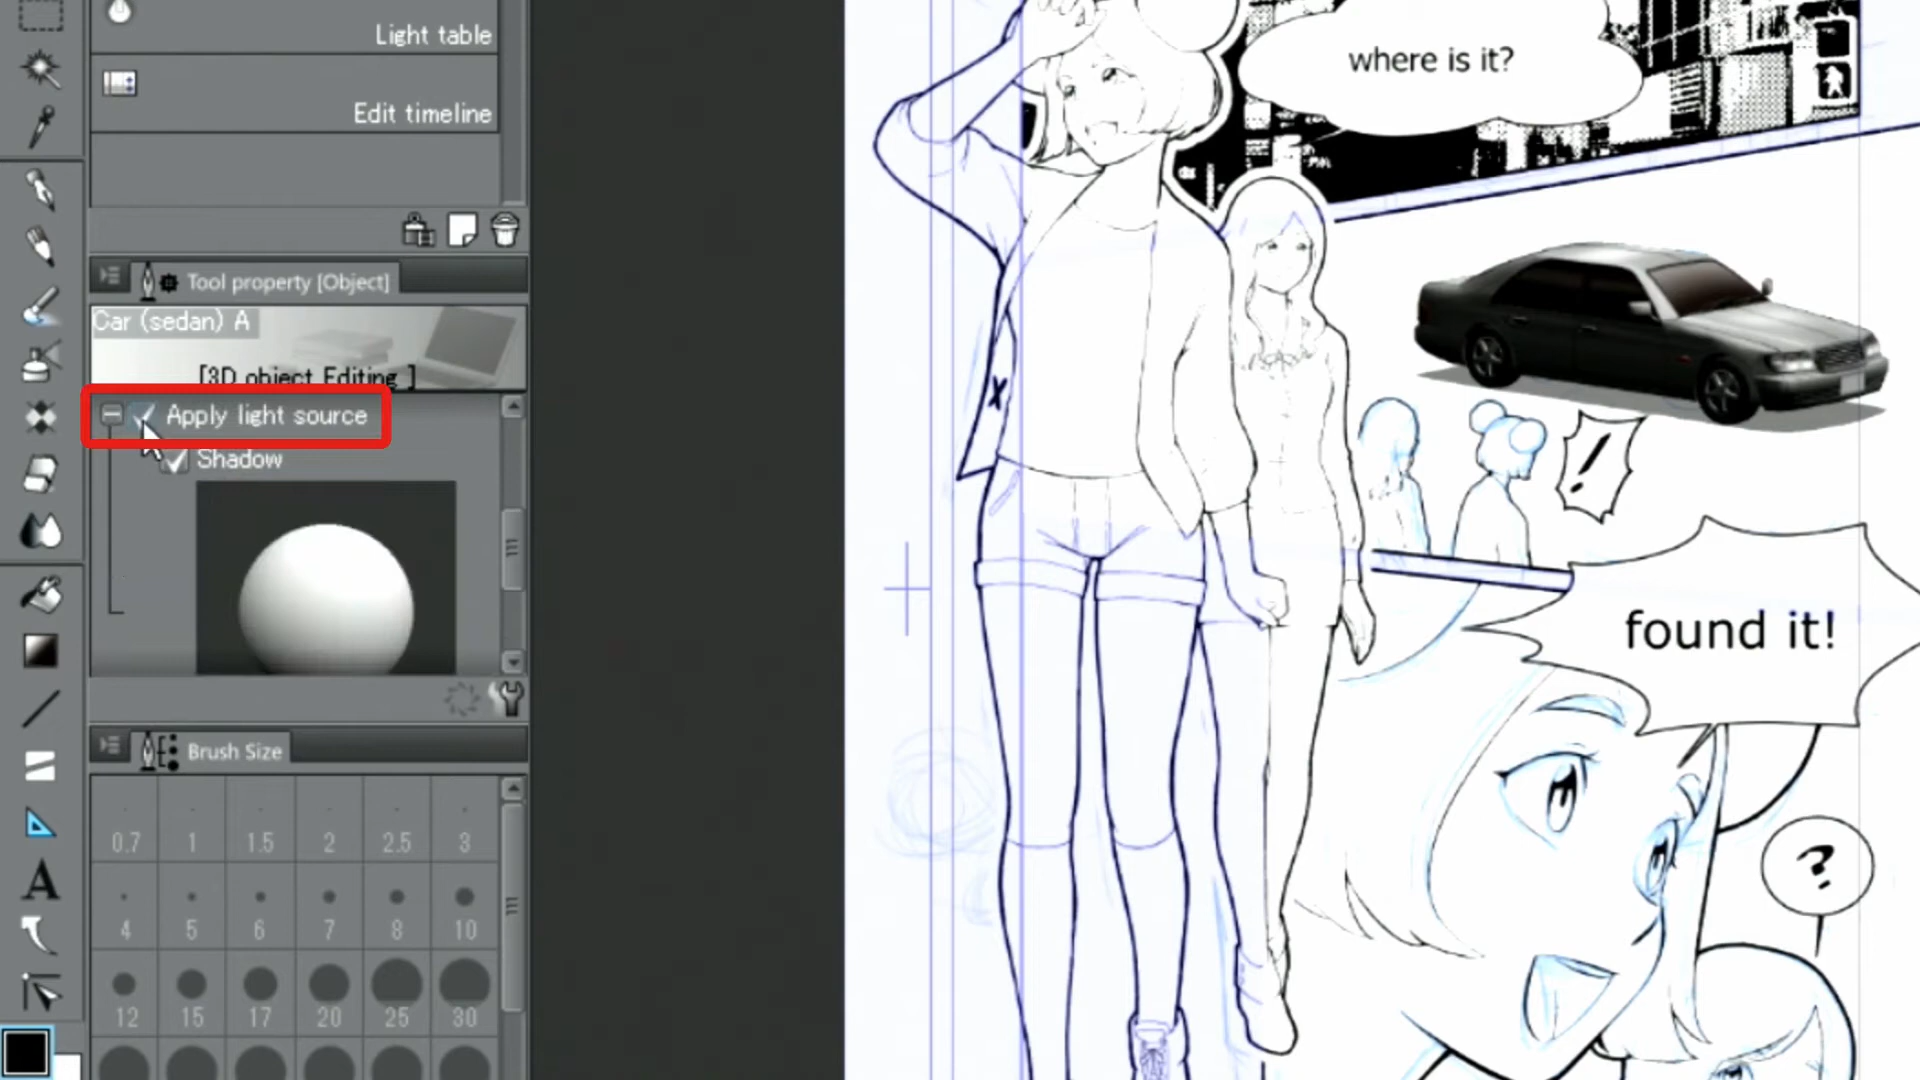 Light table
Edit timeline
Tool property [Object]
Car (sedan) A
[3D object Editing ]
Apply light source
Shadow
Brush Size
0.7 1 1.5 2 2.5 3
4 5 6 7 8 10
12 15 17 20 25 30
where is it?
!
found it!
?